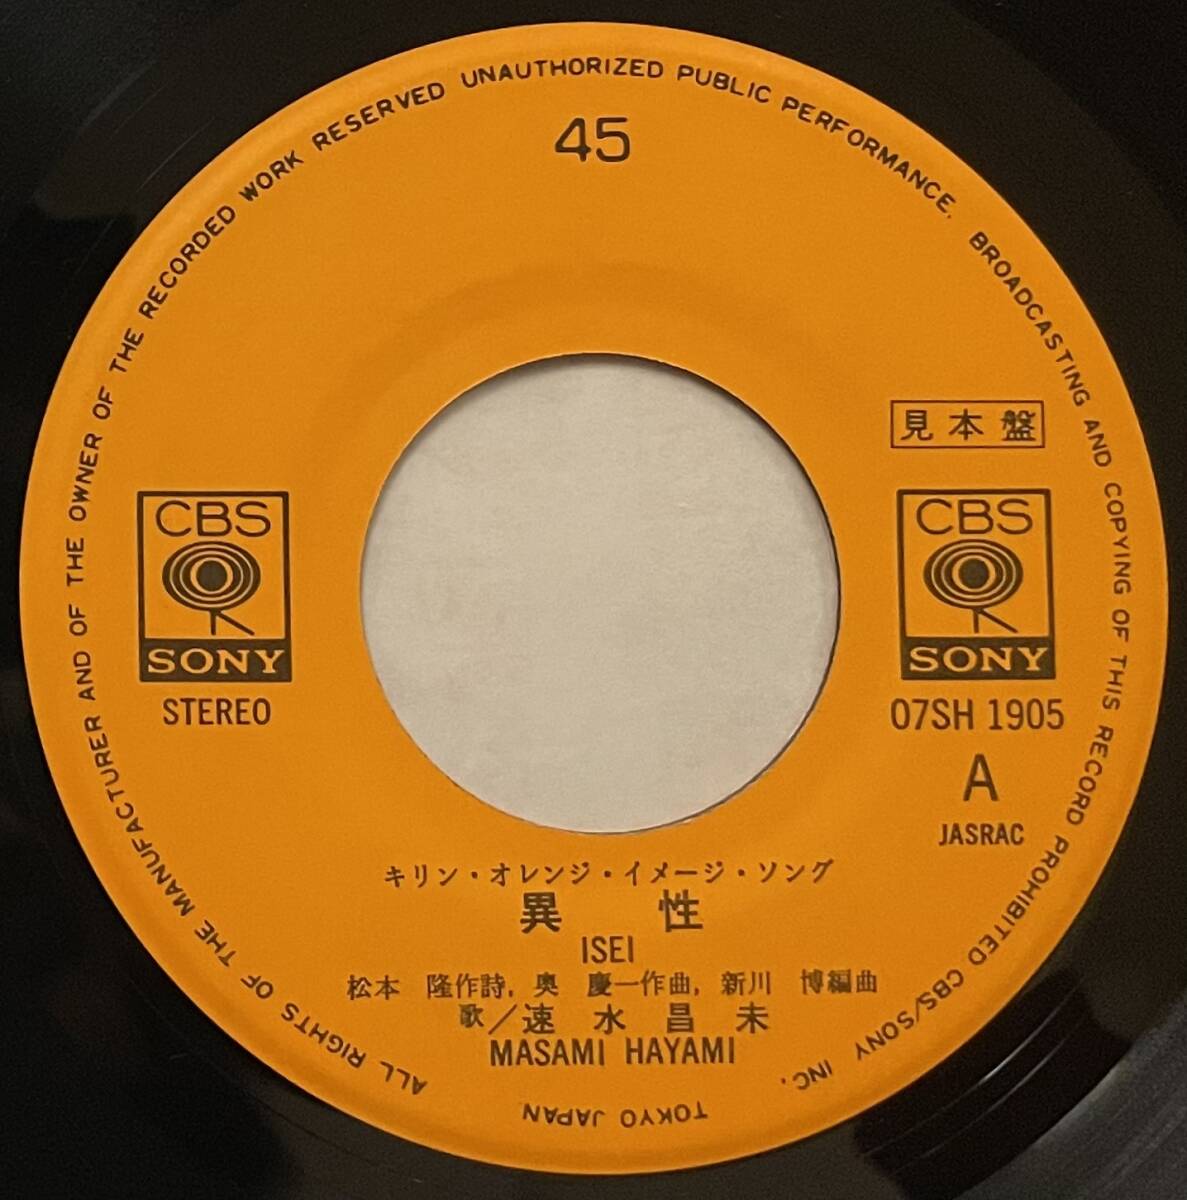 ALL RIGHTS OF THE MANUFACTURER AND OF THE OWNER OF THE RECORDED WORK RESERVED UNAUTHORIZED PUBLIC PERFORMANCE, BROADCASTING AND COPYING OF THIS RECORD PROHIBITED CBS/SONY INC.
TOKYO JAPAN
45
見本盤
CBS
SONY
STEREO
CBS
SONY
07SH 1905
A
JASRAC
キリン・オレンジ・イメージ・ソング
異 性
ISEI
松本 隆作詩, 奥 慶一作曲, 新川 博編曲
歌/速水昌未
MASAMI HAYAMI